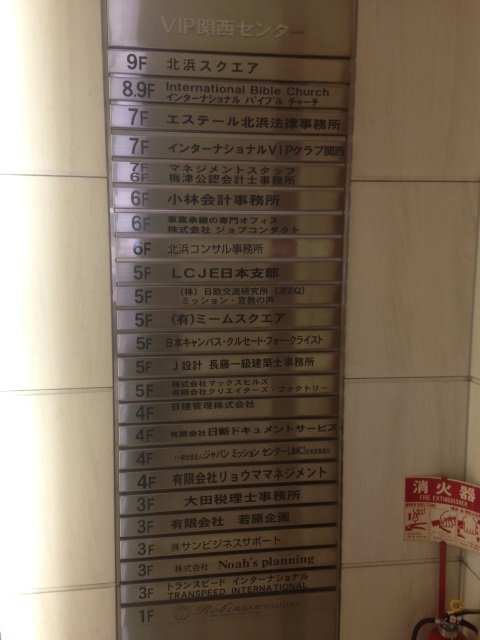 VIP関西センター
9F 北浜スクエア
8.9F International Bible Church
インターナショナル バイブル チャーチ
7F エステール北浜法律事務所
7F インターナショナルVIPクラブ関西
7F マネジメントスタッフ
6F 梅津公認会計士事務所
6F 小林会計事務所
6F 事業承継の専門オフィス
株式会社 ジョブコンタクト
6F 北浜コンサル事務所
5F LCJE日本支部
5F (株)日欧交流研究所(JEEQ)
ミッション・宣教の声
5F (有)ミームスクエア
5F 日本キャンパス・クルセード・フォー・クライスト
5F J設計 長藤一級建築士事務所
5F 株式会社マックスヒルズ
有限会社クリエイターズ・ファクトリー
4F 日建管理株式会社
4F 有限会社日新ドキュメントサービス
4F ジャパン ミッション センター(JMC)
4F 有限会社リョウママネジメント
3F 大田税理士事務所
3F 有限会社 若原企画
3F ㈲サンビジネスサポート
3F 株式会社 Noah's planning
3F トランスピード インターナショナル
TRANSPEED INTERNATIONAL
1F Robinson
消火器
FIRE EXTINGUISHER